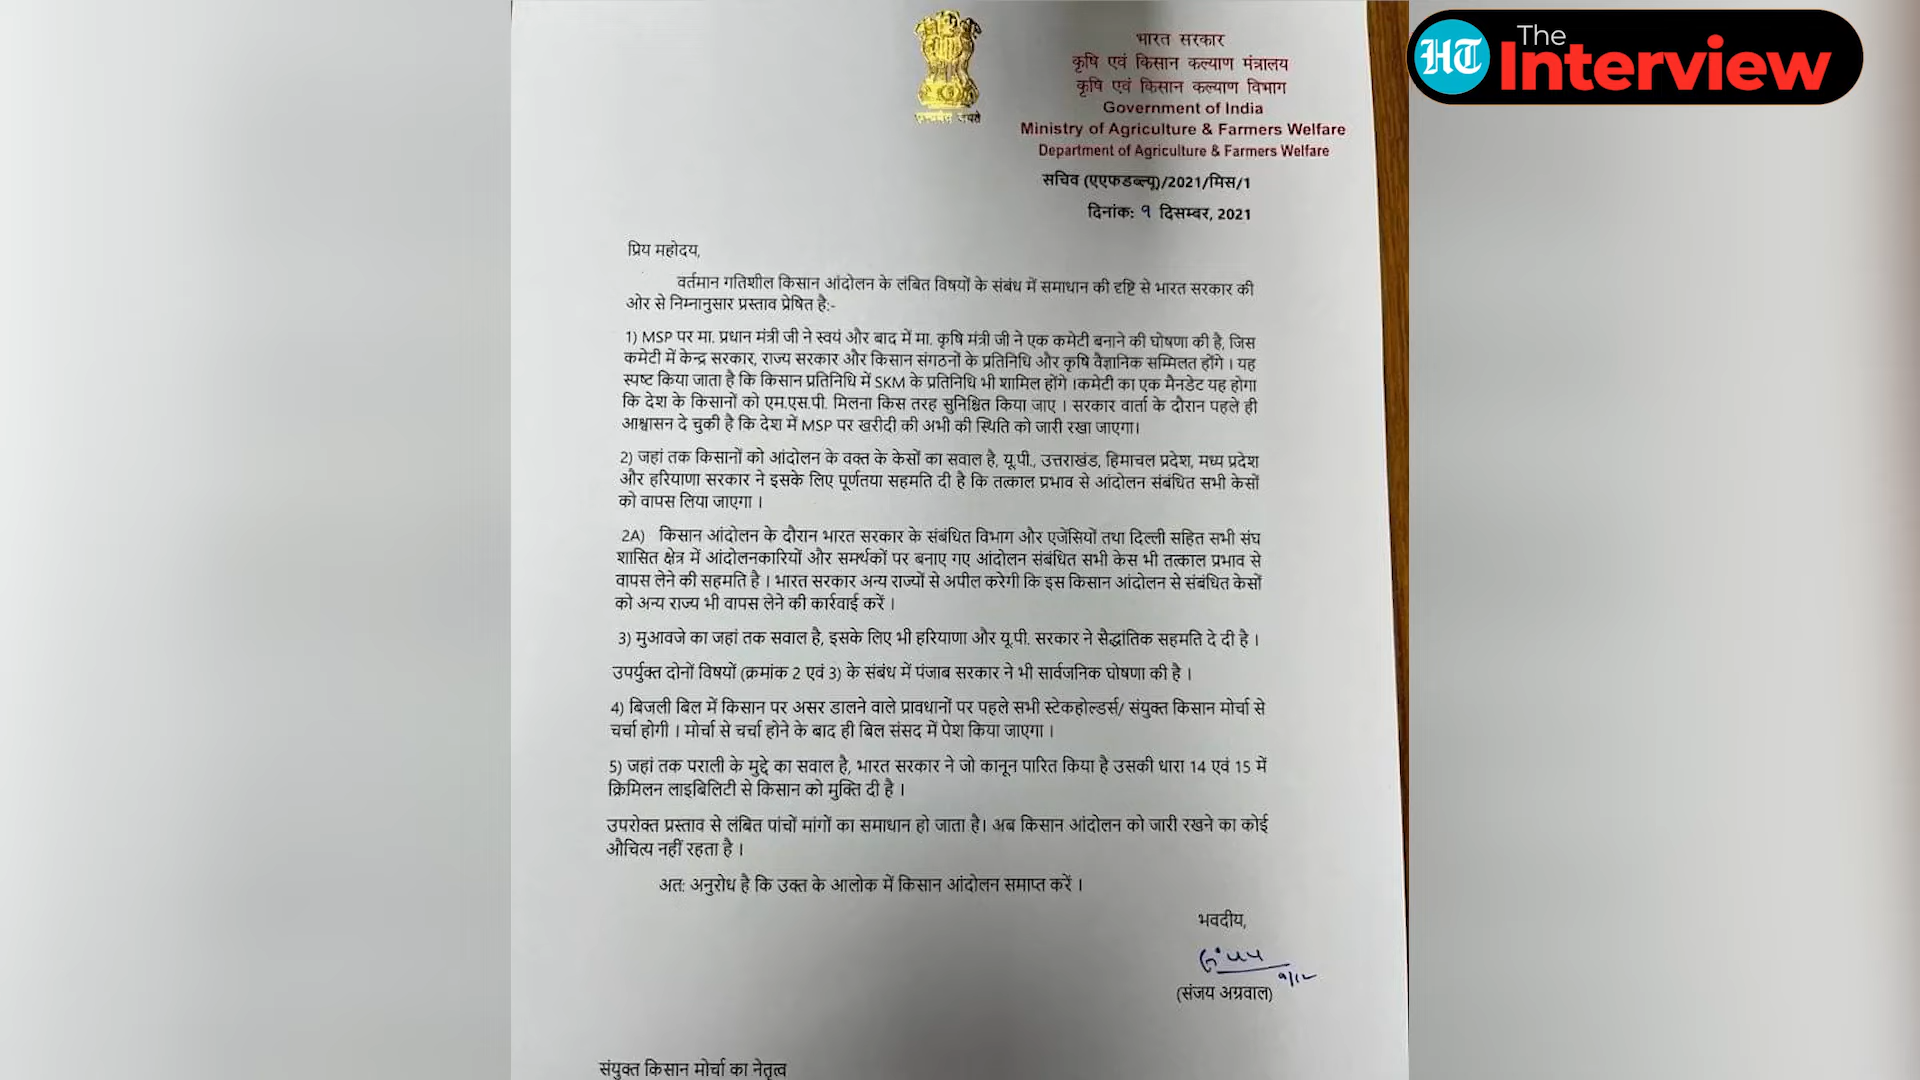 HT
The
Interview
सत्यमेव जयते
भारत सरकार
कृषि एवं किसान कल्याण मंत्रालय
कृषि एवं किसान कल्याण विभाग
Government of India
Ministry of Agriculture & Farmers Welfare
Department of Agriculture & Farmers Welfare
सचिव (एएफडब्ल्यू)/2021/मिस/1
दिनांक: 9 दिसम्बर, 2021
प्रिय महोदय,
वर्तमान गतिशील किसान आंदोलन के लंबित विषयों के संबंध में समाधान की दृष्टि से भारत सरकार की
ओर से निम्नानुसार प्रस्ताव प्रेषित है:-
1) MSP पर मा. प्रधान मंत्री जी ने स्वयं और बाद में मा. कृषि मंत्री जी ने एक कमेटी बनाने की घोषणा की है, जिस
कमेटी में केन्द्र सरकार, राज्य सरकार और किसान संगठनों के प्रतिनिधि और कृषि वैज्ञानिक सम्मिलत होंगे । यह
स्पष्ट किया जाता है कि किसान प्रतिनिधि में SKM के प्रतिनिधि भी शामिल होंगे ।कमेटी का एक मैनडेट यह होगा
कि देश के किसानों को एम.एस.पी. मिलना किस तरह सुनिश्चित किया जाए । सरकार वार्ता के दौरान पहले ही
आश्वासन दे चुकी है कि देश में MSP पर खरीदी की अभी की स्थिति को जारी रखा जाएगा।
2) जहां तक किसानों को आंदोलन के वक्त के केसों का सवाल है, यू.पी., उत्तराखंड, हिमाचल प्रदेश, मध्य प्रदेश
और हरियाणा सरकार ने इसके लिए पूर्णतया सहमति दी है कि तत्काल प्रभाव से आंदोलन संबंधित सभी केसों
को वापस लिया जाएगा ।
2A) किसान आंदोलन के दौरान भारत सरकार के संबंधित विभाग और एजेंसियों तथा दिल्ली सहित सभी संघ
शासित क्षेत्र में आंदोलनकारियों और समर्थकों पर बनाए गए आंदोलन संबंधित सभी केस भी तत्काल प्रभाव से
वापस लेने की सहमति है । भारत सरकार अन्य राज्यों से अपील करेगी कि इस किसान आंदोलन से संबंधित केसों
को अन्य राज्य भी वापस लेने की कार्रवाई करें ।
3) मुआवजे का जहां तक सवाल है, इसके लिए भी हरियाणा और यू.पी. सरकार ने सैद्धांतिक सहमति दे दी है ।
उपर्युक्त दोनों विषयों (क्रमांक 2 एवं 3) के संबंध में पंजाब सरकार ने भी सार्वजनिक घोषणा की है ।
4) बिजली बिल में किसान पर असर डालने वाले प्रावधानों पर पहले सभी स्टेकहोल्डर्स/ संयुक्त किसान मोर्चा से
चर्चा होगी । मोर्चा से चर्चा होने के बाद ही बिल संसद में पेश किया जाएगा ।
5) जहां तक पराली के मुद्दे का सवाल है, भारत सरकार ने जो कानून पारित किया है उसकी धारा 14 एवं 15 में
क्रिमिलन लाइबिलिटी से किसान को मुक्ति दी है ।
उपरोक्त प्रस्ताव से लंबित पांचों मांगों का समाधान हो जाता है। अब किसान आंदोलन को जारी रखने का कोई
औचित्य नहीं रहता है ।
अत: अनुरोध है कि उक्त के आलोक में किसान आंदोलन समाप्त करें ।
भवदीय,
9/12
(संजय अग्रवाल)
संयुक्त किसान मोर्चा का नेतृत्व